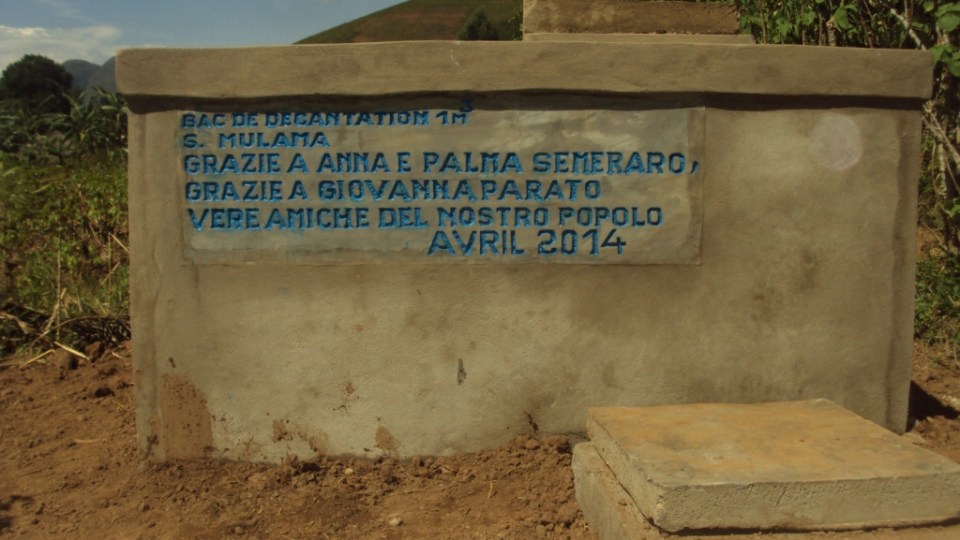 BAC DE DECANTATION 1M³
S. MULAMA
GRAZIE A ANNA E PALMA SEMERARO,
GRAZIE A GIOVANNA PARATO
VERE AMICHE DEL NOSTRO POPOLO
AVRIL 2014